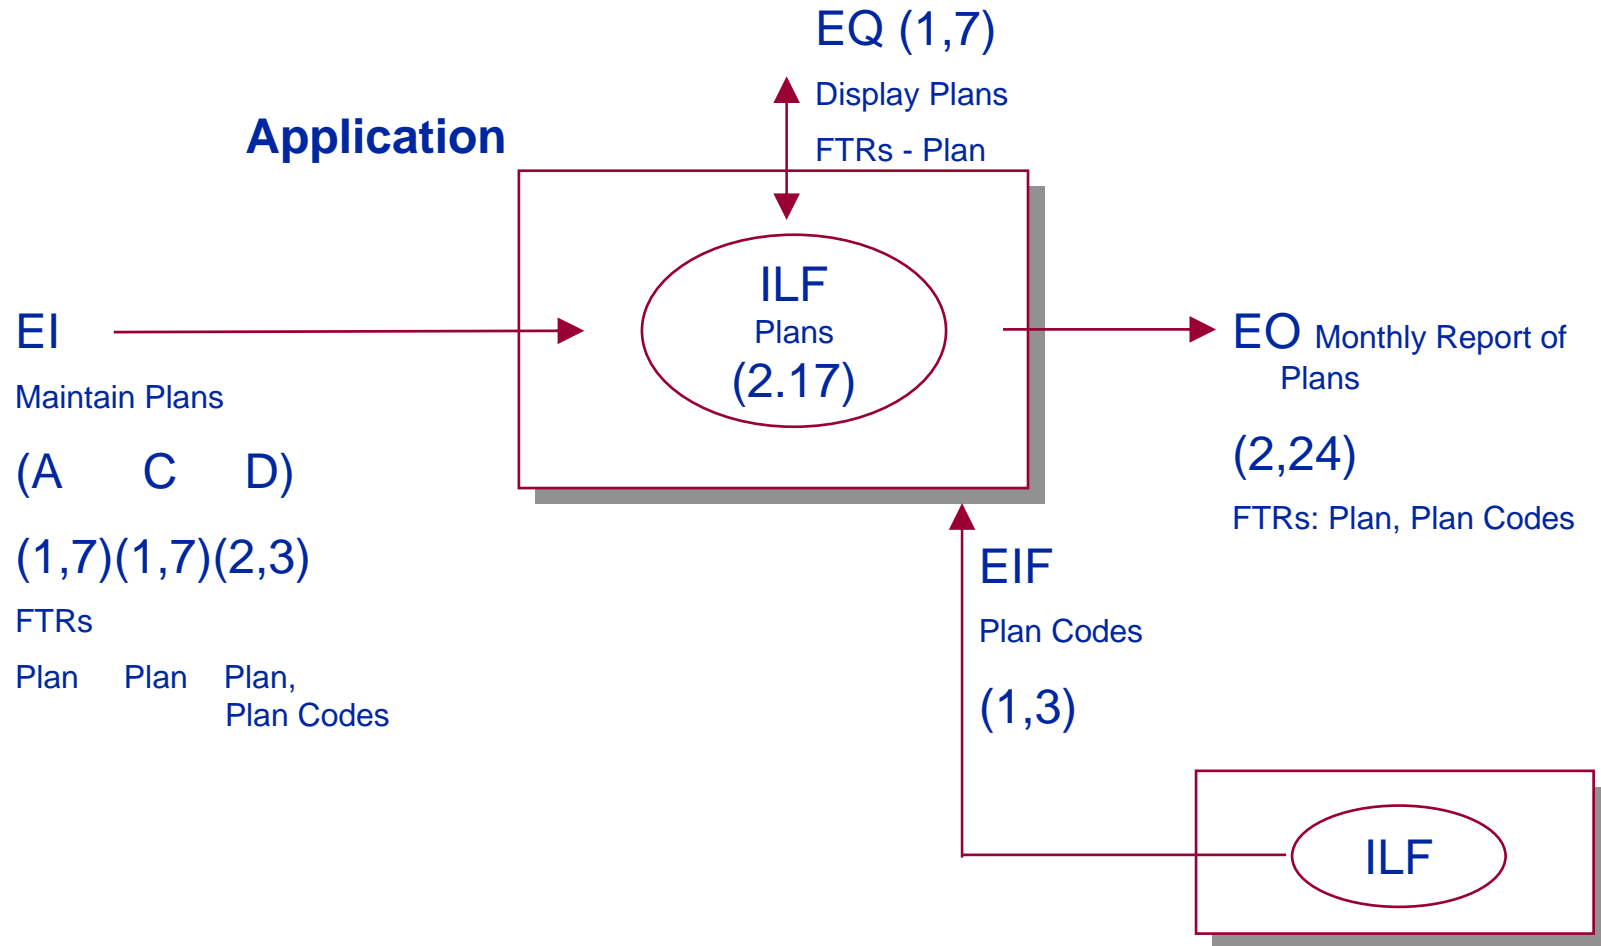 EQ (1,7)
Display Plans
FTRs - Plan
Application
ILF
Plans
(2.17)
EI
Maintain Plans
(A C D)
(1,7)(1,7)(2,3)
FTRs
Plan Plan Plan,
Plan Codes
EO Monthly Report of
Plans
(2,24)
FTRs: Plan, Plan Codes
EIF
Plan Codes
(1,3)
ILF